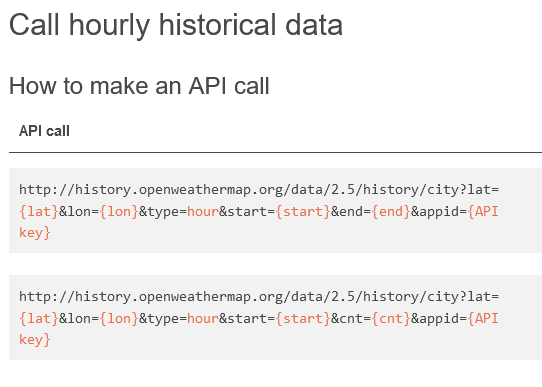 Call hourly historical data
How to make an API call
API call
http://history.openweathermap.org/data/2.5/history/city?lat=
{lat}&lon={lon}&type=hour&start={start}&end={end}&appid={API
key}
http://history.openweathermap.org/data/2.5/history/city?lat=
{lat}&lon={lon}&type=hour&start={start}&cnt={cnt}&appid={API
key}